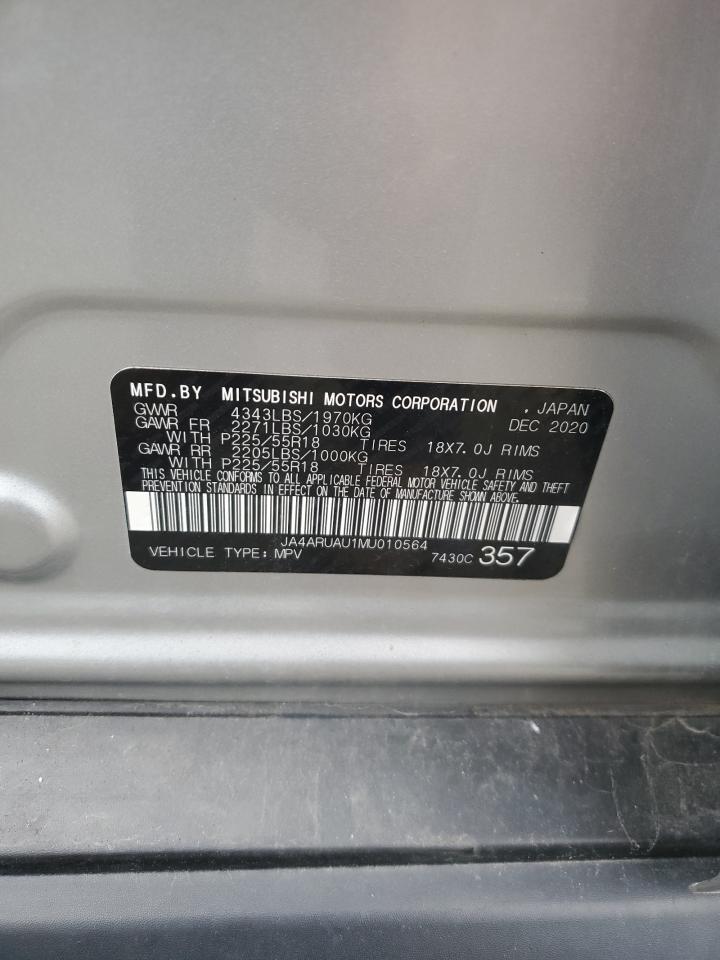 MFD.BY MITSUBISHI MOTORS CORPORATION , JAPAN
GVWR 4343LBS/1970KG DEC 2020
GAWR FR 2271LBS/1030KG
WITH P225/55R18 TIRES 18X7.0J RIMS
GAWR RR 2205LBS/1000KG
WITH P225/55R18 TIRES 18X7.0J RIMS
THIS VEHICLE CONFORMS TO ALL APPLICABLE FEDERAL MOTOR VEHICLE SAFETY AND THEFT
PREVENTION STANDARDS IN EFFECT ON THE DATE OF MANUFACTURE SHOWN ABOVE.
JA4ARUAU1MU010564
VEHICLE TYPE: MPV 7430C 357